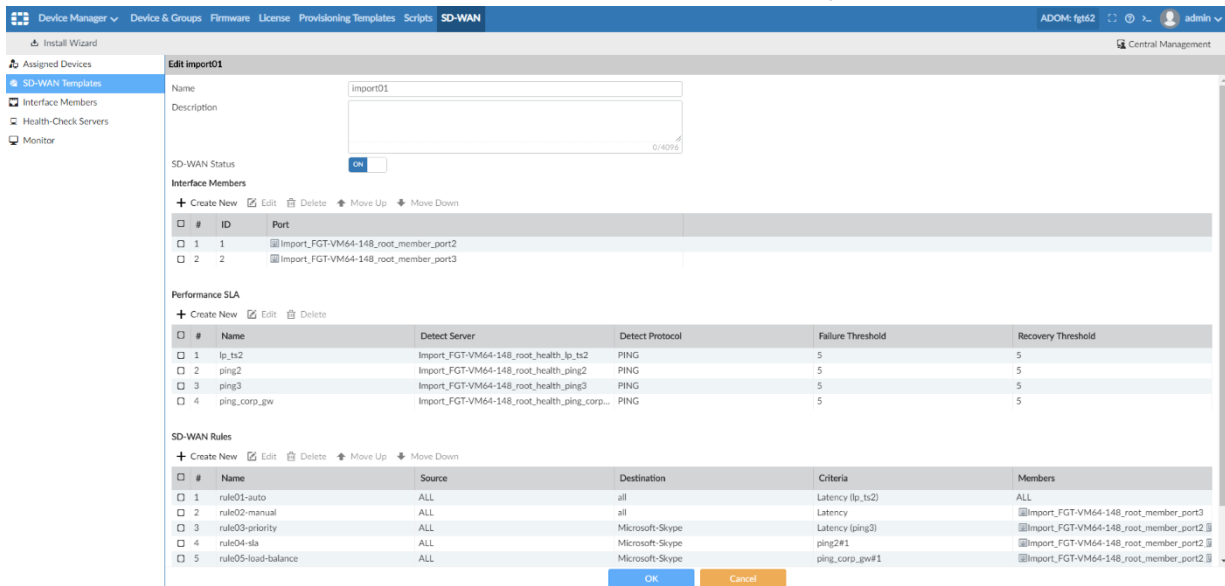 Device Manager Device & Groups Firmware License Provisioning Templates Scripts SD-WAN ADOM: fgt62 admin
Install Wizard Central Management
Assigned Devices
SD-WAN Templates
Interface Members
Health-Check Servers
Monitor
Edit import01
Name import01
Description
0/4096
SD-WAN Status ON
Interface Members
+ Create New Edit Delete Move Up Move Down
# ID Port
1 1 Import_FGT-VM64-148_root_member_port2
2 2 Import_FGT-VM64-148_root_member_port3
Performance SLA
+ Create New Edit Delete
# Name Detect Server Detect Protocol Failure Threshold Recovery Threshold
1 lp_ts2 Import_FGT-VM64-148_root_health_lp_ts2 PING 5 5
2 ping2 Import_FGT-VM64-148_root_health_ping2 PING 5 5
3 ping3 Import_FGT-VM64-148_root_health_ping3 PING 5 5
4 ping_corp_gw Import_FGT-VM64-148_root_health_ping_corp... PING 5 5
SD-WAN Rules
+ Create New Edit Delete Move Up Move Down
# Name Source Destination Criteria Members
1 rule01-auto ALL all Latency (lp_ts2) ALL
2 rule02-manual ALL all Latency Import_FGT-VM64-148_root_member_port3
3 rule03-priority ALL Microsoft-Skype Latency (ping3) Import_FGT-VM64-148_root_member_port2
4 rule04-sla ALL Microsoft-Skype ping2#1 Import_FGT-VM64-148_root_member_port2
5 rule05-load-balance ALL Microsoft-Skype ping_corp_gw#1 Import_FGT-VM64-148_root_member_port2
OK Cancel